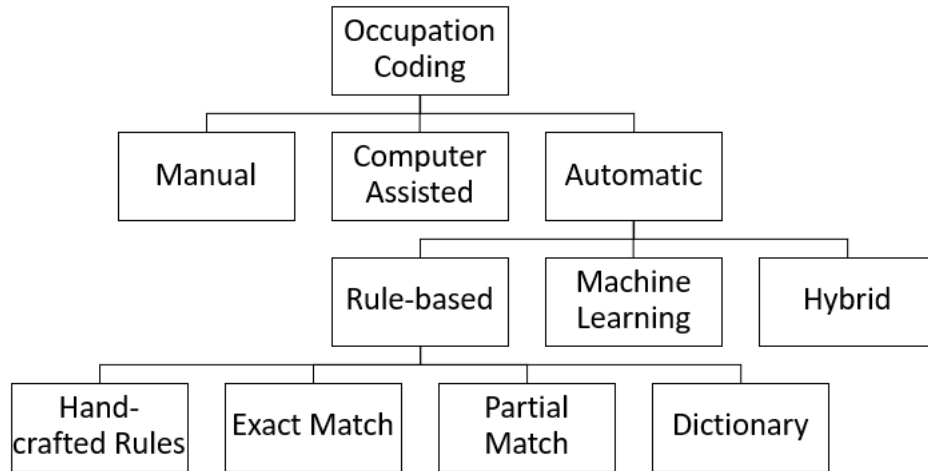 Occupation
Coding
Manual
Computer
Assisted
Automatic
Rule-based
Machine
Learning
Hybrid
Hand-
crafted Rules
Exact Match
Partial
Match
Dictionary